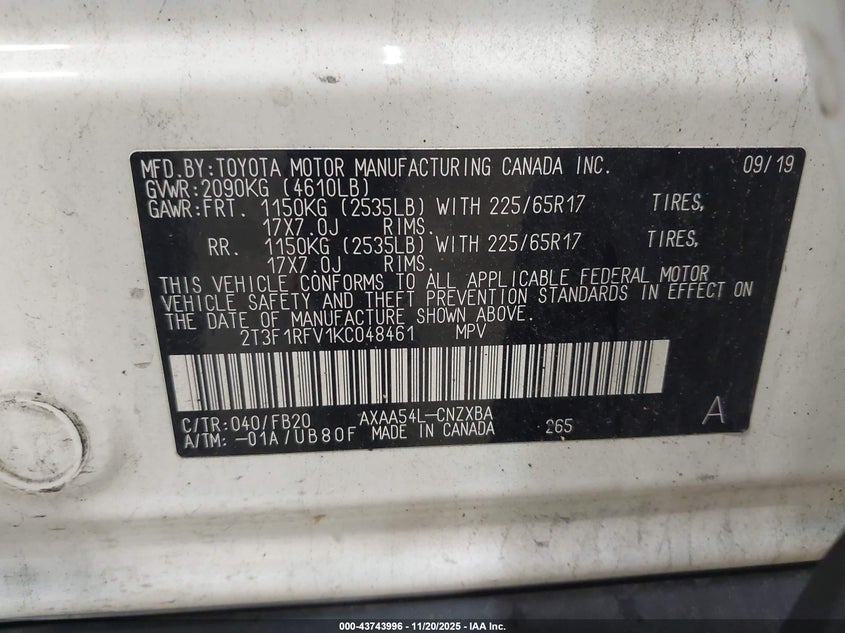 MFD.BY:TOYOTA MOTOR MANUFACTURING CANADA INC. 09/19
GVWR:2090KG (4610LB)
GAWR:FRT. 1150KG (2535LB) WITH 225/65R17 TIRES,
17X7.0J RIMS.
RR. 1150KG (2535LB) WITH 225/65R17 TIRES,
17X7.0J RIMS.
THIS VEHICLE CONFORMS TO ALL APPLICABLE FEDERAL MOTOR
VEHICLE SAFETY AND THEFT PREVENTION STANDARDS IN EFFECT ON
THE DATE OF MANUFACTURE SHOWN ABOVE.
2T3F1RFV1KC048461 MPV
C/TR:040/FB20 AXAA54L-CNZXBA A
A/TM:-01A/UB80F MADE IN CANADA 265
000-43743996 - 11/20/2025 - IAA Inc.